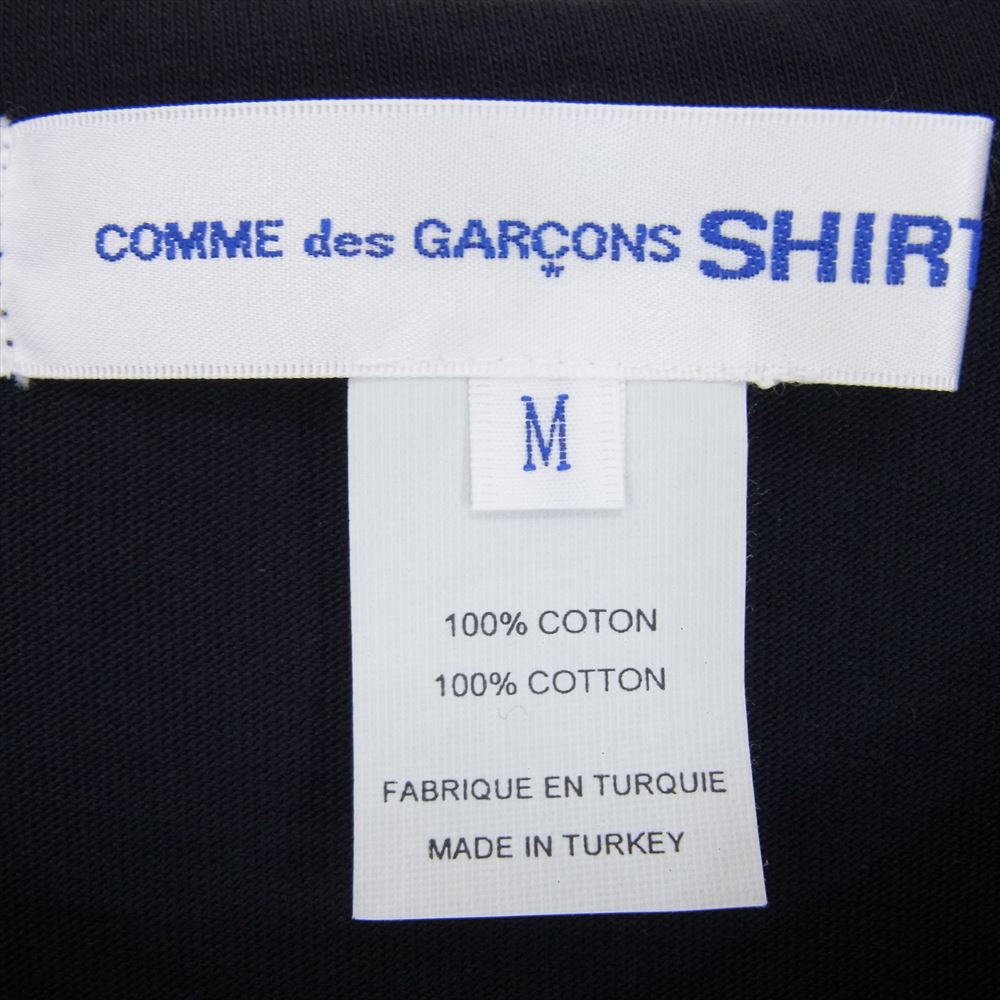 COMME des GARÇONS SHIRT
M
100% COTON
100% COTTON
FABRIQUE EN TURQUIE
MADE IN TURKEY